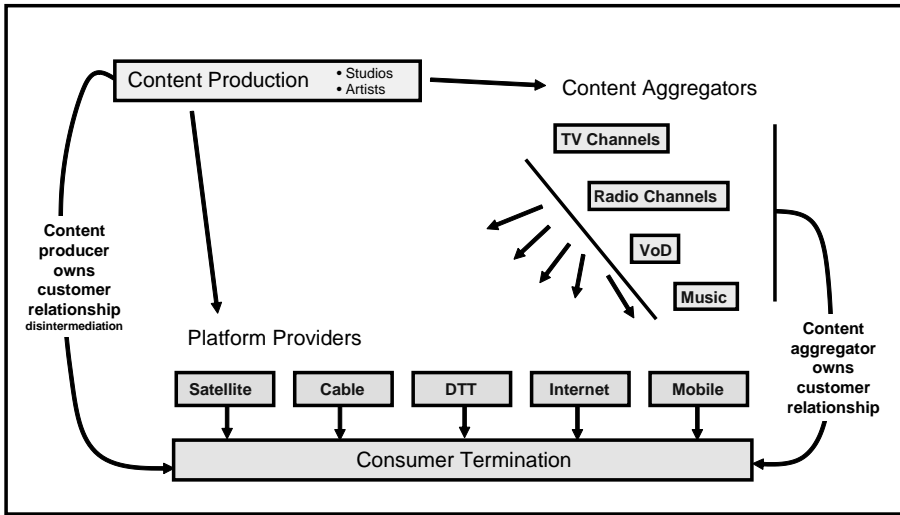 Content Production
• Studios
• Artists
Content Aggregators
TV Channels
Radio Channels
VoD
Music
Content
producer
owns
customer
relationship
disintermediation
Platform Providers
Content
aggregator
owns
customer
relationship
Satellite
Cable
DTT
Internet
Mobile
Consumer Termination